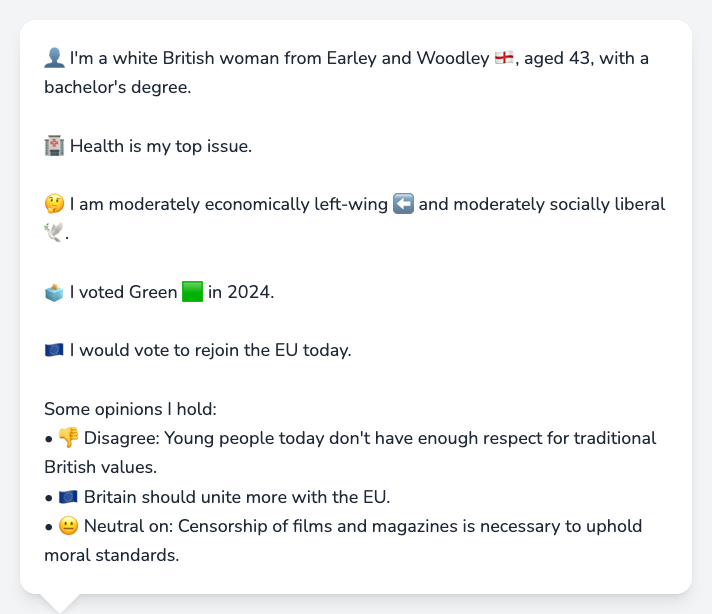 👤 I'm a white British woman from Earley and Woodley 🏴󠁧󠁢󠁥󠁮󠁧󠁿, aged 43, with a
bachelor's degree.
🏥 Health is my top issue.
🤔 I am moderately economically left-wing ⬅️ and moderately socially liberal
🕊️.
🗳️ I voted Green 🟩 in 2024.
🇪🇺 I would vote to rejoin the EU today.
Some opinions I hold:
• 👎 Disagree: Young people today don't have enough respect for traditional
British values.
• 🇪🇺 Britain should unite more with the EU.
• 😐 Neutral on: Censorship of films and magazines is necessary to uphold
moral standards.